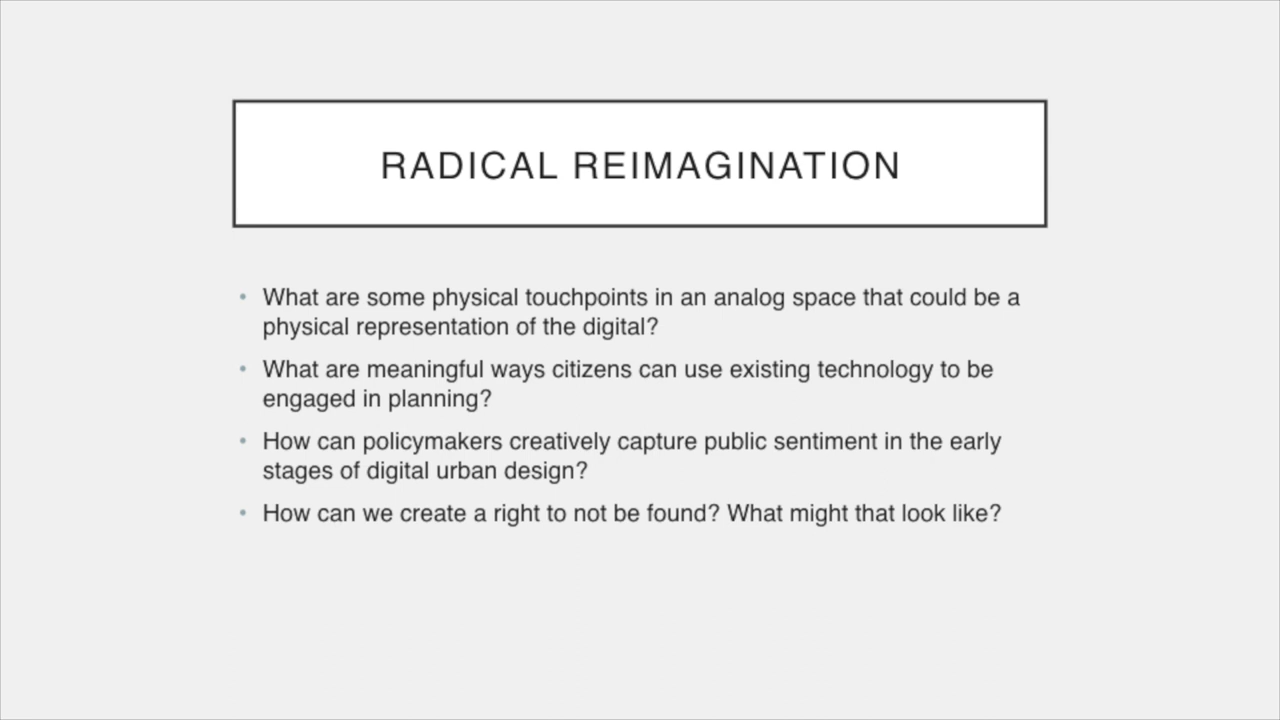 RADICAL REIMAGINATION
• What are some physical touchpoints in an analog space that could be a
physical representation of the digital?
• What are meaningful ways citizens can use existing technology to be
engaged in planning?
• How can policymakers creatively capture public sentiment in the early
stages of digital urban design?
• How can we create a right to not be found? What might that look like?